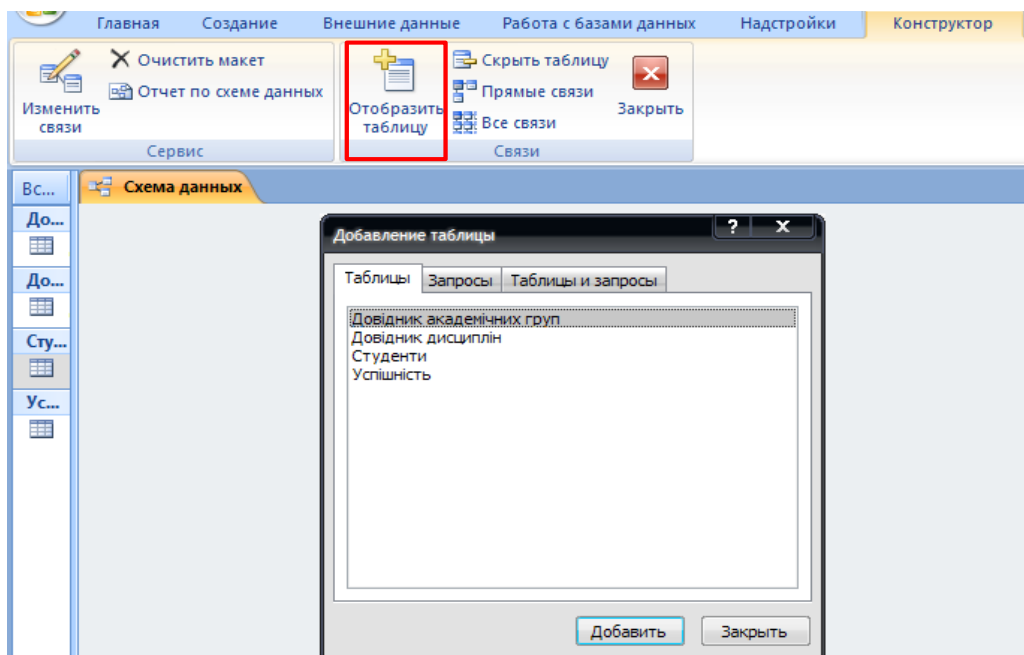 Главная Создание Внешние данные Работа с базами данных Надстройки Конструктор
Изменить связи
Очистить макет
Отчет по схеме данных
Сервис
Отобразить таблицу
Скрыть таблицу
Прямые связи
Все связи
Закрыть
Связи
Вс...
Схема данных
До...
До...
Сту...
Ус...
Добавление таблицы
? X
Таблицы Запросы Таблицы и запросы
Довідник академічних груп
Довідник дисциплін
Студенти
Успішність
Добавить Закрыть